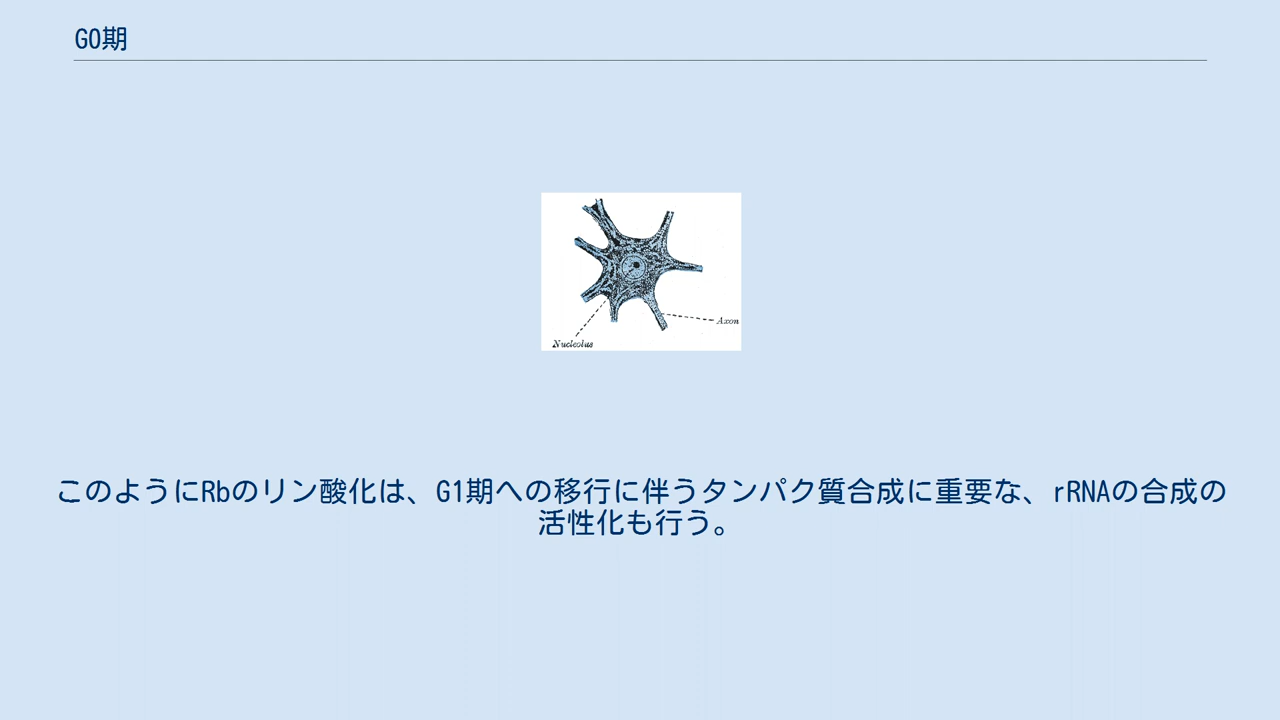 G0期
Axon
Nucleolus
このようにRbのリン酸化は、G1期への移行に伴うタンパク質合成に重要な、rRNAの合成の
活性化も行う。